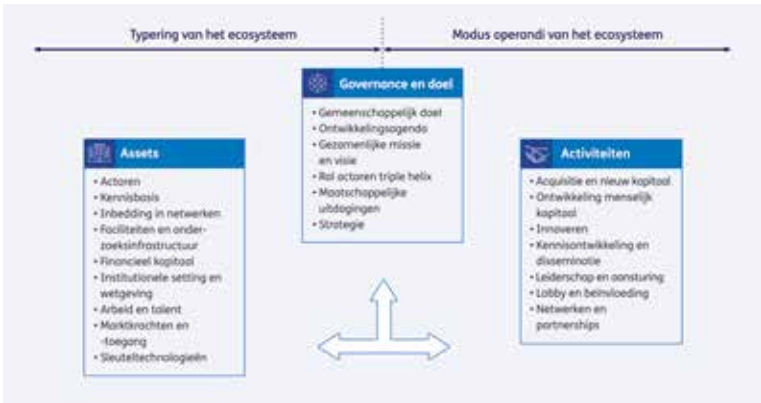 Typering van het ecosysteem
Modus operandi van het ecosysteem
Governance en doel
• Gemeenschappelijk doel
• Ontwikkelingsagenda
• Gezamenlijke missie
en visie
• Rol actoren triple helix
• Maatschappelijke
uitdagingen
• Strategie
Assets
• Actoren
• Kennisbasis
• Inbedding in netwerken
• Faciliteiten en onder-
zoeksinfrastructuur
• Financieel kapitaal
• Institutionele setting en
wetgeving
• Arbeid en talent
• Marktkrachten en
-toegang
• Sleuteltechnologieën
Activiteiten
• Acquisitie en nieuw kapitaal
• Ontwikkeling menselijk
kapitaal
• Innoveren
• Kennisontwikkeling en
disseminatie
• Leiderschap en aansturing
• Lobby en beïnvloeding
• Netwerken en
partnerships